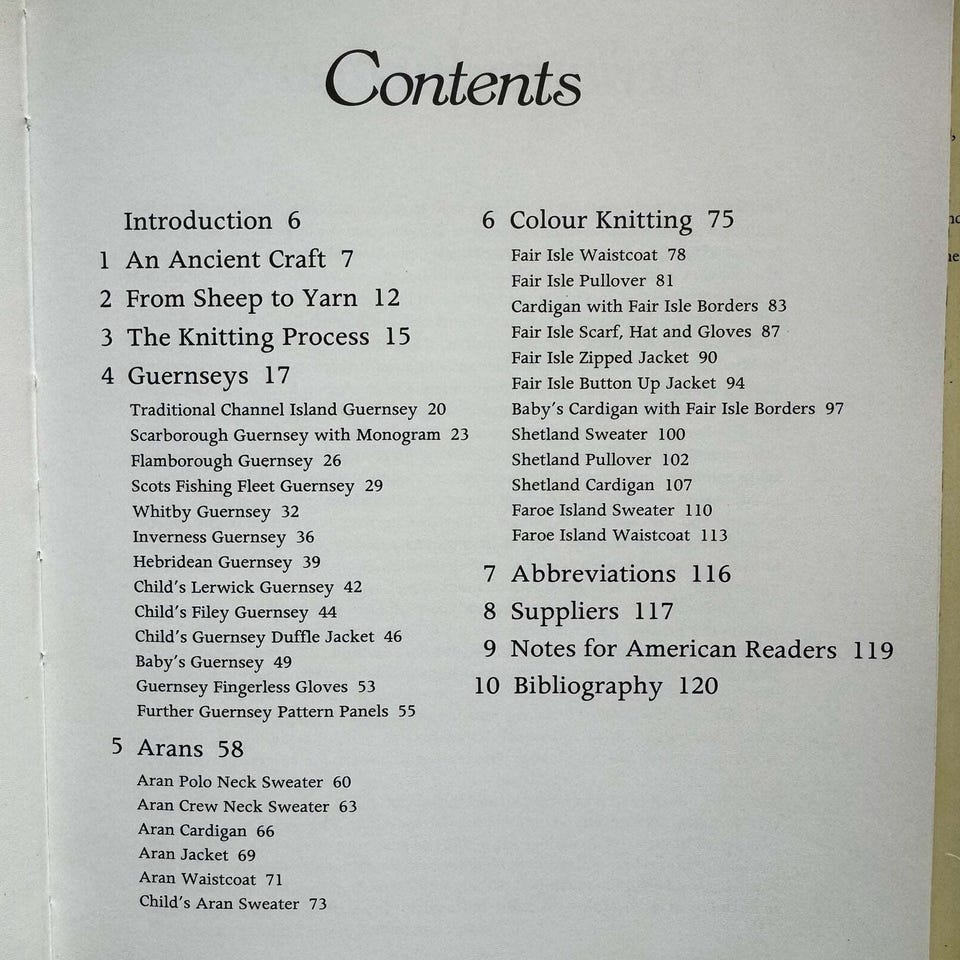 Contents
Introduction 6
1 An Ancient Craft 7
2 From Sheep to Yarn 12
3 The Knitting Process 15
4 Guernseys 17
Traditional Channel Island Guernsey 20
Scarborough Guernsey with Monogram 23
Flamborough Guernsey 26
Scots Fishing Fleet Guernsey 29
Whitby Guernsey 32
Inverness Guernsey 36
Hebridean Guernsey 39
Child's Lerwick Guernsey 42
Child's Filey Guernsey 44
Child's Guernsey Duffle Jacket 46
Baby's Guernsey 49
Guernsey Fingerless Gloves 53
Further Guernsey Pattern Panels 55
5 Arans 58
Aran Polo Neck Sweater 60
Aran Crew Neck Sweater 63
Aran Cardigan 66
Aran Jacket 69
Aran Waistcoat 71
Child's Aran Sweater 73
6 Colour Knitting 75
Fair Isle Waistcoat 78
Fair Isle Pullover 81
Cardigan with Fair Isle Borders 83
Fair Isle Scarf, Hat and Gloves 87
Fair Isle Zipped Jacket 90
Fair Isle Button Up Jacket 94
Baby's Cardigan with Fair Isle Borders 97
Shetland Sweater 100
Shetland Pullover 102
Shetland Cardigan 107
Faroe Island Sweater 110
Faroe Island Waistcoat 113
7 Abbreviations 116
8 Suppliers 117
9 Notes for American Readers 119
10 Bibliography 120